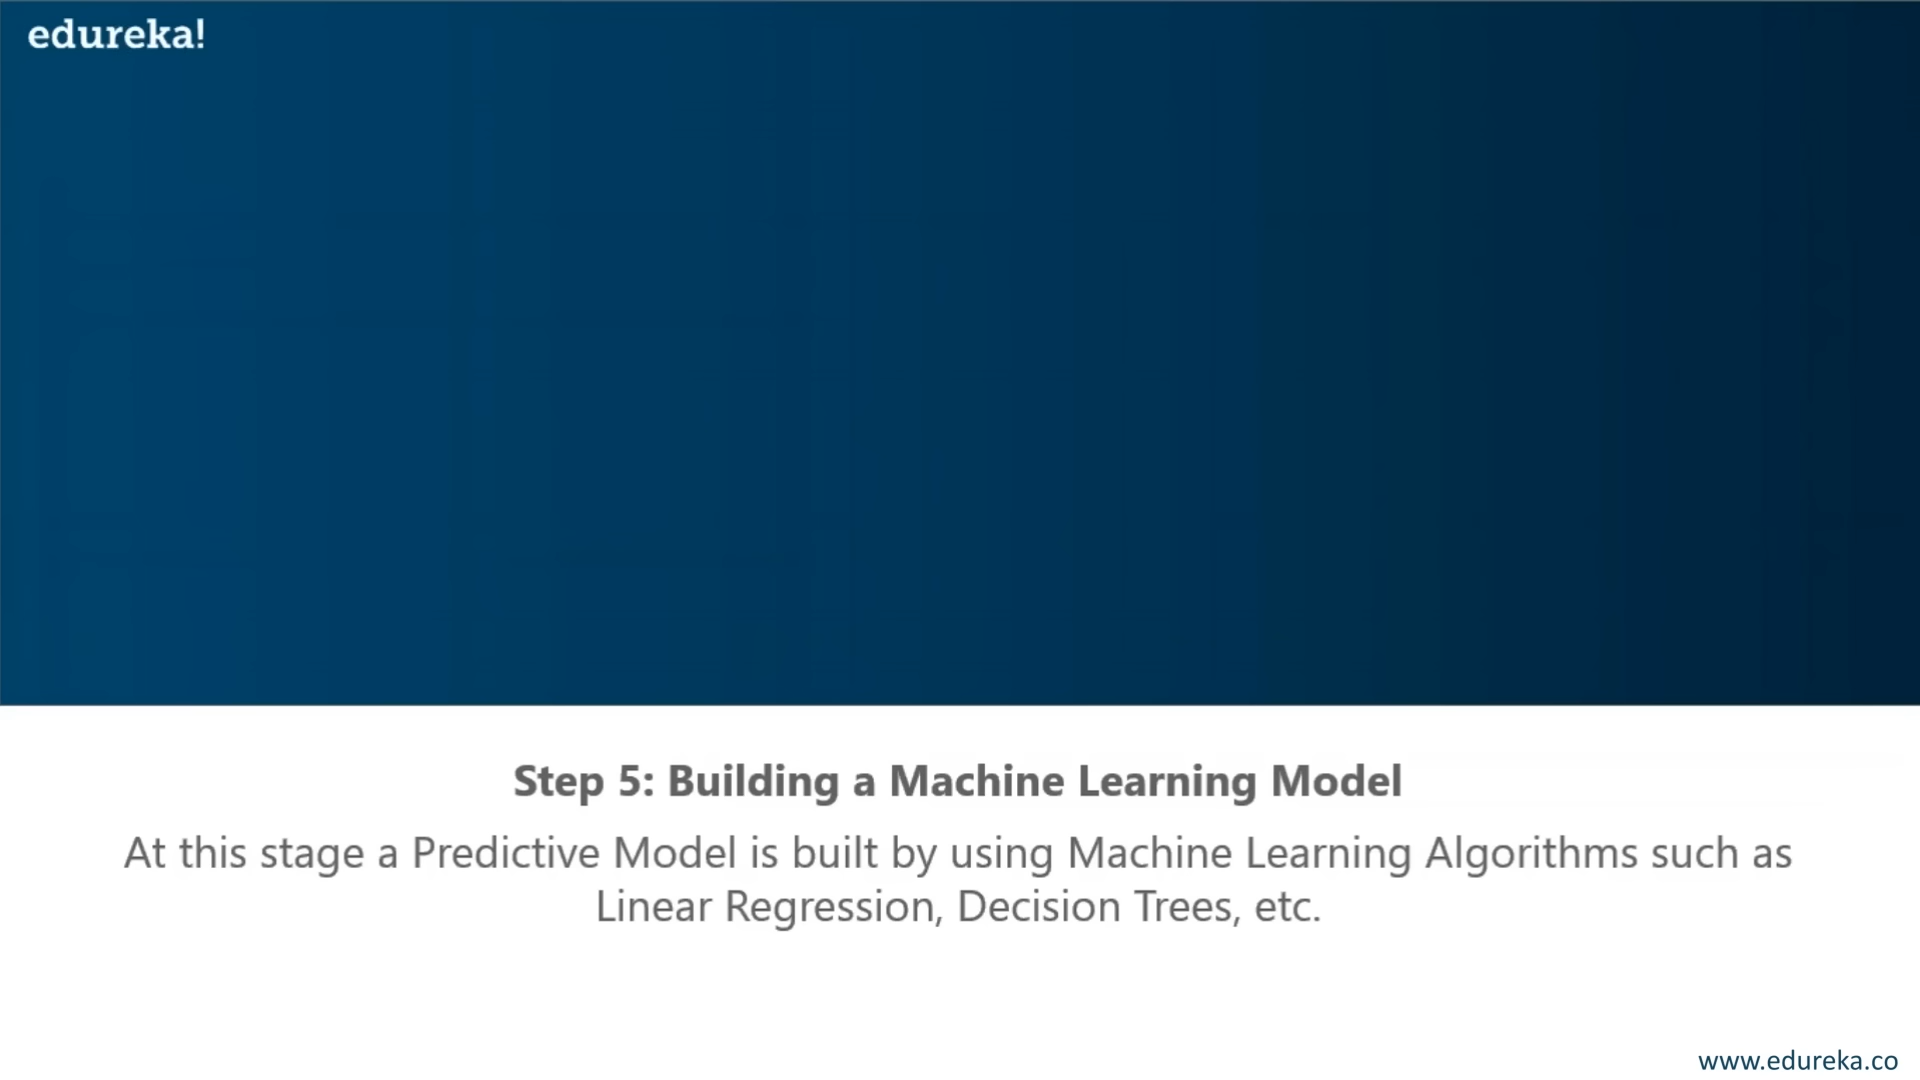 edureka!
Step 5: Building a Machine Learning Model
At this stage a Predictive Model is built by using Machine Learning Algorithms such as
Linear Regression, Decision Trees, etc.
www.edureka.co